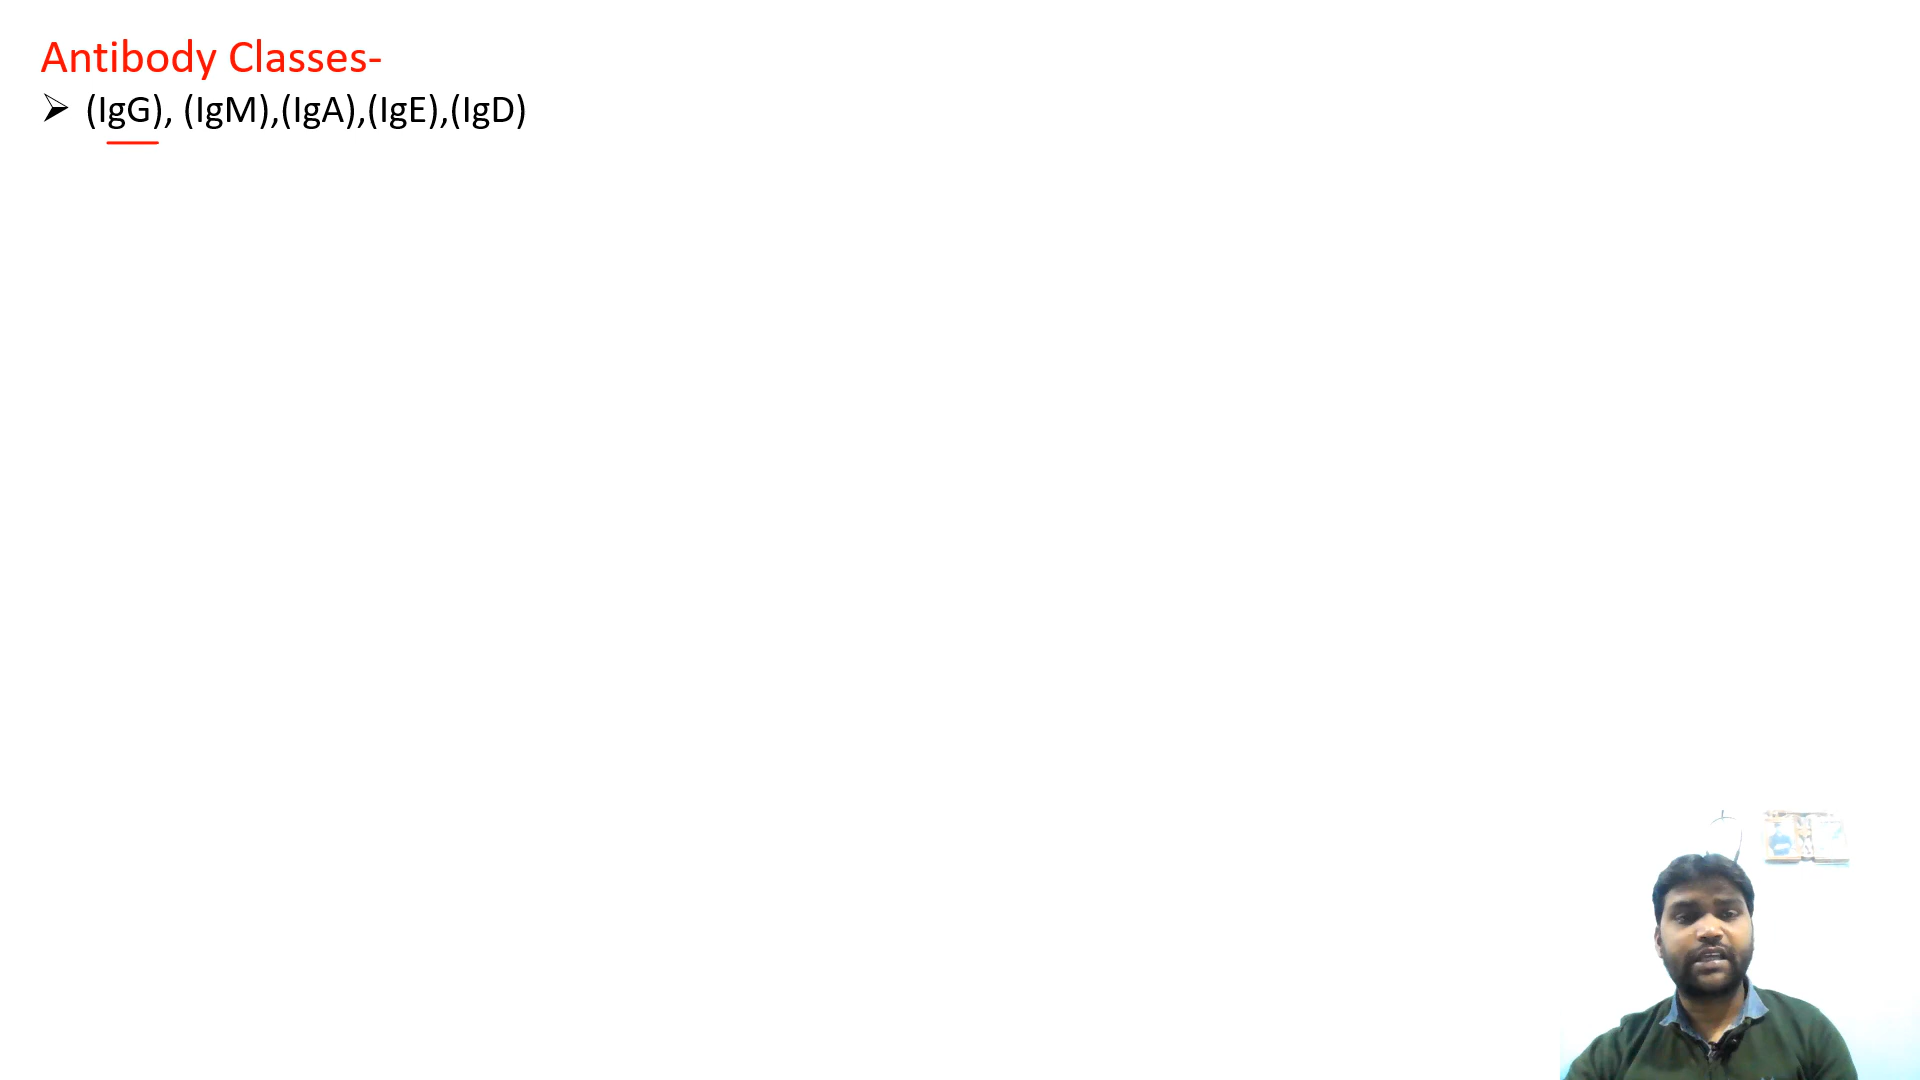 Antibody Classes-
➢ (IgG), (IgM),(IgA),(IgE),(IgD)